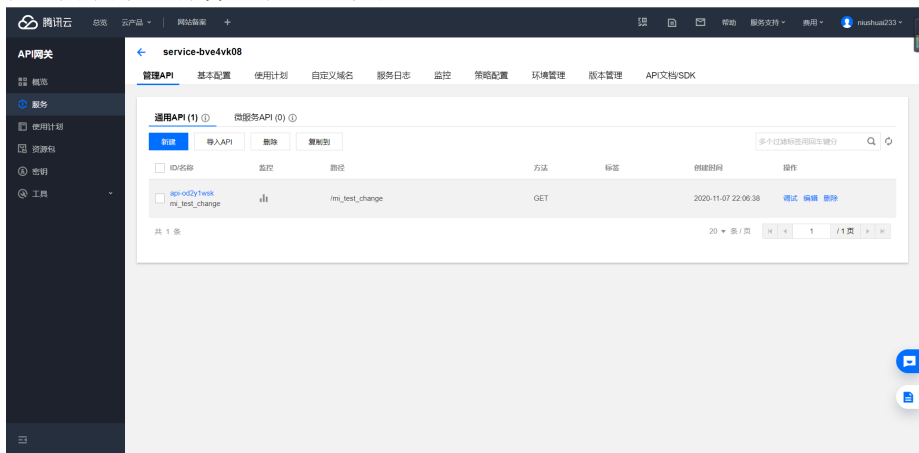 腾讯云 总览 云产品 网站备案 + 帮助 服务支持 费用 niushuai233
API网关
service-bve4vk08
管理API 基本配置 使用计划 自定义域名 服务日志 监控 策略配置 环境管理 版本管理 API文档/SDK
概览
服务
使用计划
资源包
密钥
工具
通用API (1) 微服务API (0)
新建 导入API 删除 复制到 多个过滤标签用回车键分
ID/名称 监控 路径 方法 标签 创建时间 操作
api-od2y1wsk
mi_test_change /mi_test_change GET 2020-11-07 22:06:38 调试 编辑 删除
共 1 条 20 条 / 页 1 / 1 页